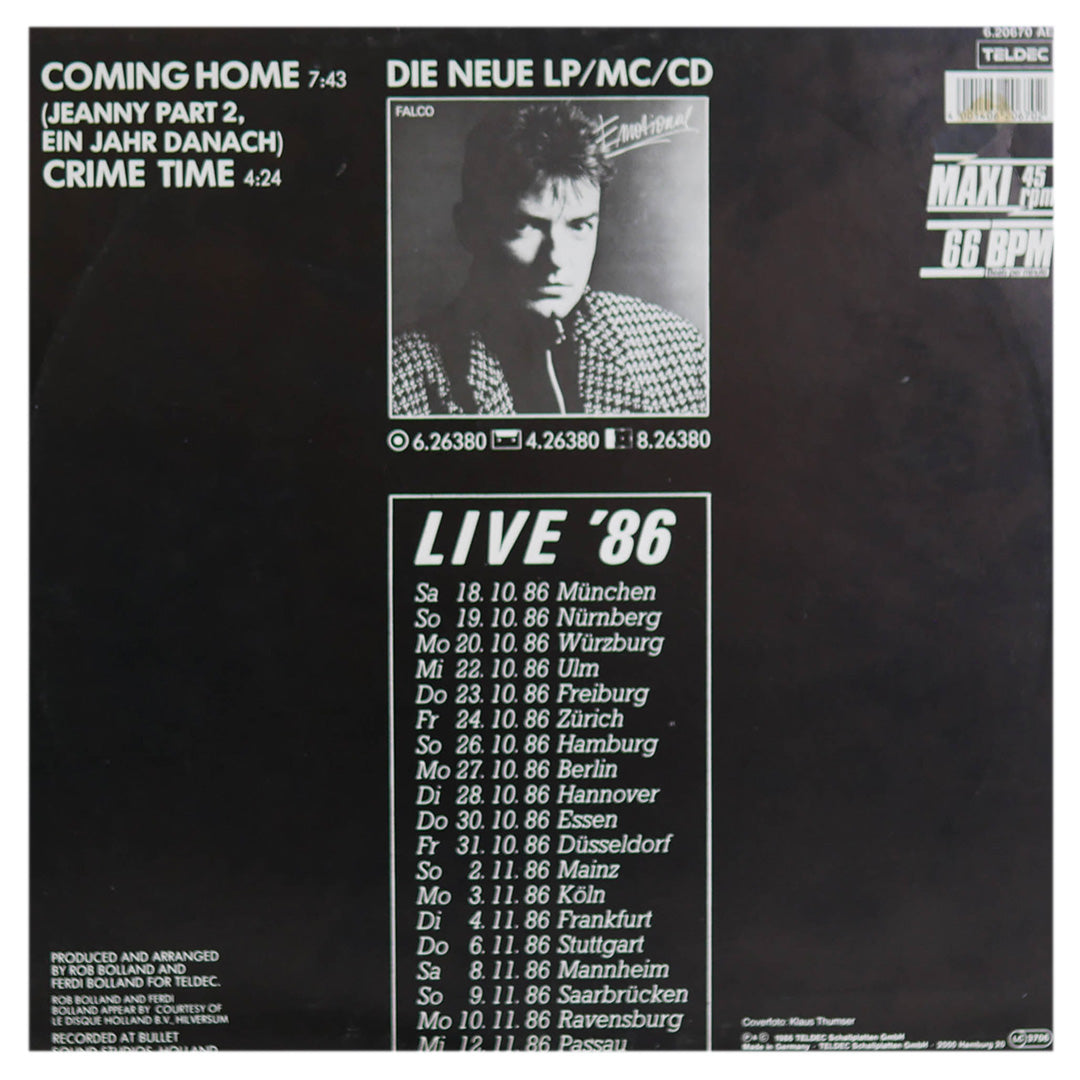 COMING HOME 7:43
(JEANNY PART 2,
EIN JAHR DANACH)
CRIME TIME 4:24
DIE NEUE LP/MC/CD
FALCO
Emotional
6.26380 4.26380 8.26380
6.20670 AE
TELDEC
MAXI 45 rpm
66 BPM
Beats per minute
LIVE '86
Sa 18. 10. 86 München
So 19. 10. 86 Nürnberg
Mo 20. 10. 86 Würzburg
Mi 22. 10. 86 Ulm
Do 23. 10. 86 Freiburg
Fr 24. 10. 86 Zürich
So 26. 10. 86 Hamburg
Mo 27. 10. 86 Berlin
Di 28. 10. 86 Hannover
Do 30. 10. 86 Essen
Fr 31. 10. 86 Düsseldorf
So 2. 11. 86 Mainz
Mo 3. 11. 86 Köln
Di 4. 11. 86 Frankfurt
Do 6. 11. 86 Stuttgart
Sa 8. 11. 86 Mannheim
So 9. 11. 86 Saarbrücken
Mo 10. 11. 86 Ravensburg
Mi 12. 11. 86 Passau
PRODUCED AND ARRANGED
BY ROB BOLLAND AND
FERDI BOLLAND FOR TELDEC.
ROB BOLLAND AND FERDI
BOLLAND APPEAR BY COURTESY OF
LE DISQUE HOLLAND B.V., HILVERSUM
RECORDED AT BULLET
SOUND STUDIOS, HOLLAND
Coverfoto: Klaus Thumser
℗ & © 1986 TELDEC Schallplatten GmbH
Made in Germany · TELDEC Schallplatten GmbH · 2000 Hamburg 20